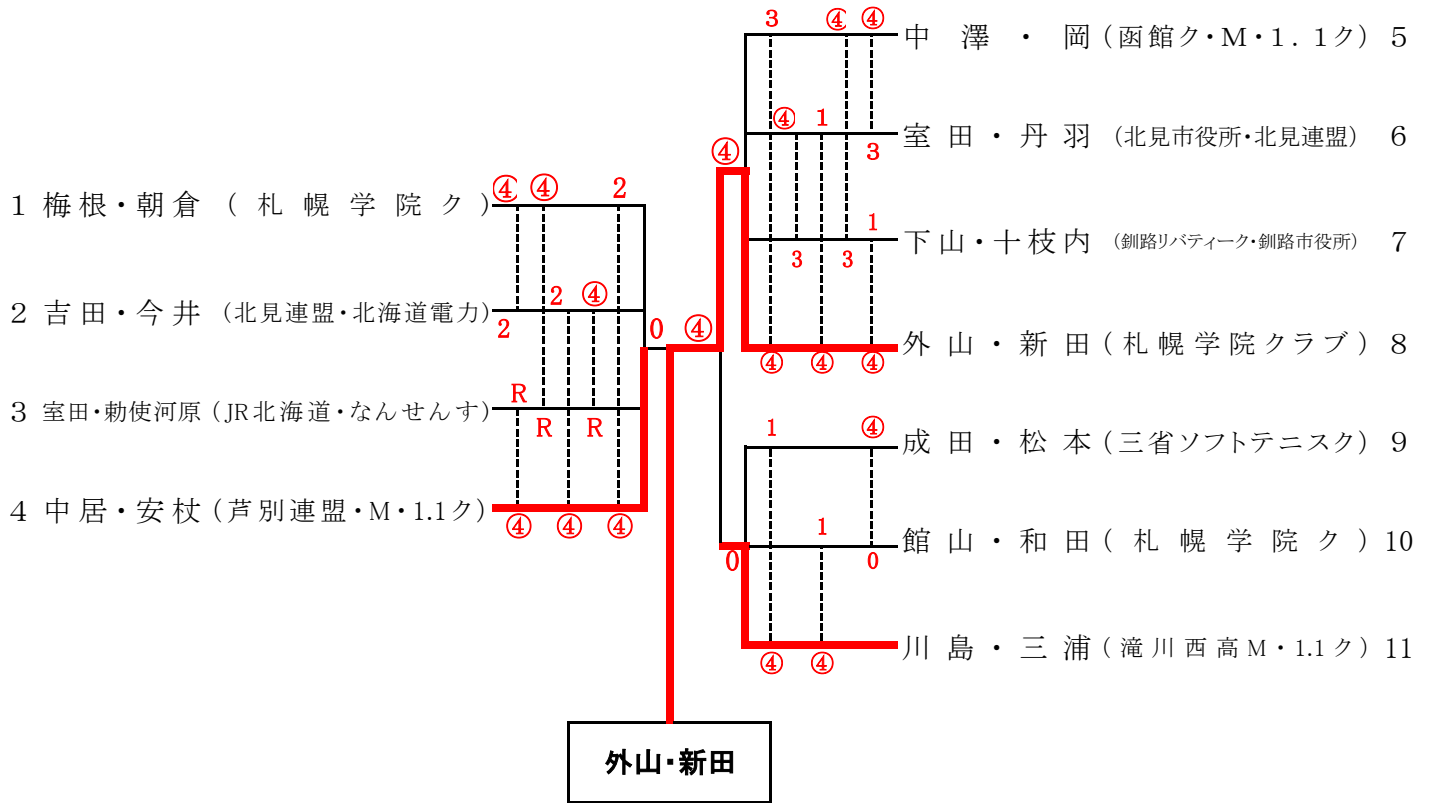 3 ④ ④
中澤・岡(函館ク・M・1.1ク) 5
④ 1
室田・丹羽 (北見市役所・北見連盟) 6
3
④
④ ④ 2
1 梅根・朝倉(札幌学院ク)
1
下山・十枝内 (釧路リバティーク・釧路市役所) 7
3 3
2 ④
2 吉田・今井 (北見連盟・北海道電力)
2
0 ④
外山・新田(札幌学院クラブ) 8
④ ④ ④
R
3 室田・勅使河原(JR北海道・なんせんす)
R R
1 ④
成田・松本(三省ソフトテニスク) 9
4 中居・安杖(芦別連盟・M・1.1ク)
④ ④ ④
1
館山・和田(札幌学院ク) 10
0 0
川島・三浦(滝川西高M・1.1ク) 11
④ ④
外山・新田